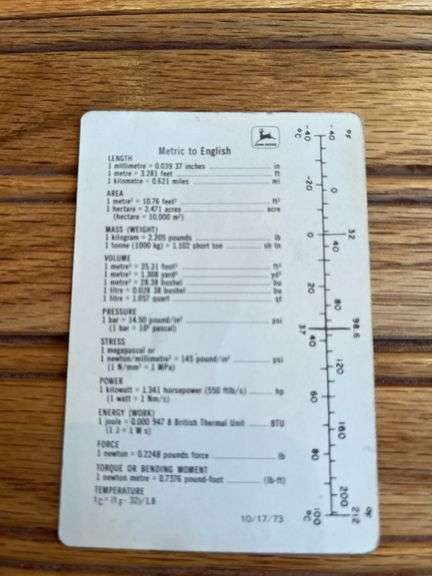 JOHN DEERE
Metric to English
LENGTH
1 millimetre = 0.039 37 inches in
1 metre = 3.281 feet ft
1 kilometre = 0.621 miles mi
AREA
1 metre² = 10.76 feet² ft²
1 hectare = 2.471 acres acre
(hectare = 10,000 m²)
MASS (WEIGHT)
1 kilogram = 2.205 pounds lb
1 tonne (1000 kg) = 1.102 short ton sh tn
VOLUME
1 metre³ = 35.31 foot³ ft³
1 metre³ = 1.308 yard³ yd³
1 metre³ = 28.38 bushel bu
1 litre = 0.028 38 bushel bu
1 litre = 1.057 quart qt
PRESSURE
1 bar = 14.50 pound/in² psi
(1 bar = 10⁵ pascal)
STRESS
1 megapascal or
1 newton/millimetre² = 145 pound/in² psi
(1 N/mm² = 1 MPa)
POWER
1 kilowatt = 1.341 horsepower (550 ftlb/s) hp
(1 watt = 1 Nm/s)
ENERGY (WORK)
1 joule = 0.000 947 8 British Thermal Unit BTU
(1 J = 1 W s)
FORCE
1 newton = 0.2248 pounds force lb
TORQUE OR BENDING MOMENT
1 newton metre = 0.7376 pound-foot (lb-ft)
TEMPERATURE
t°C = (t°F - 32)/1.8
10/17/73
°F
-40
0
32
40
80
98.6
120
160
200
212
°F
°C
-40
-20
0
20
37
40
60
80
100
°C